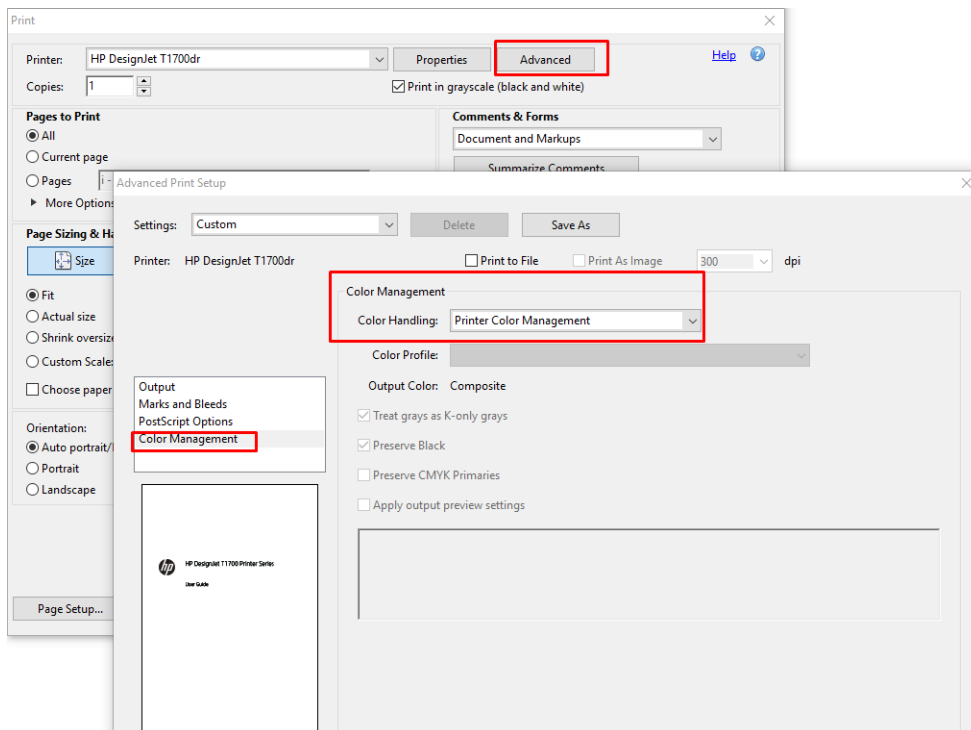 Print
Printer: HP DesignJet T1700dr Properties Advanced Help ?
Copies: 1 Print in grayscale (black and white)
Pages to Print
All
Current page
Pages i -
More Options
Comments & Forms
Document and Markups
Summarize Comments
Page Sizing & Ha
Size
Fit
Actual size
Shrink oversize
Custom Scale:
Choose paper
Orientation:
Auto portrait/
Portrait
Landscape
Page Setup...
Advanced Print Setup
Settings: Custom Delete Save As
Printer: HP DesignJet T1700dr Print to File Print As Image 300 dpi
Output
Marks and Bleeds
PostScript Options
Color Management
Color Management
Color Handling: Printer Color Management
Color Profile:
Output Color: Composite
Treat grays as K-only grays
Preserve Black
Preserve CMYK Primaries
Apply output preview settings
hp
HP DesignJet T1700 Printer Series
User Guide